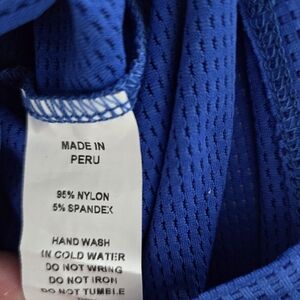 MADE IN
PERU
95% NYLON
5% SPANDEX
HAND WASH
IN COLD WATER
DO NOT WRING
DO NOT IRON
DO NOT TUMBLE